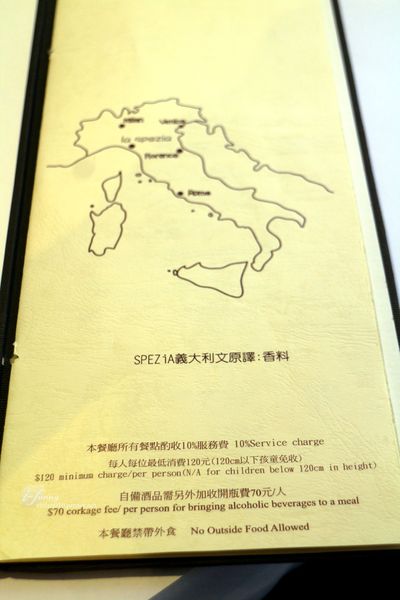 Milan
Venice
la spezia
Florence
Rome
SPEZiA義大利文原譯:香料
本餐廳所有餐點酌收10%服務費 10%Service charge
每人每位最低消費120元(120cm以下孩童免收)
$120 minimum charge/per person(N/A for children below 120cm in height)
自備酒品需另外加收開瓶費70元/人
$70 corkage fee/ per person for bringing alcoholic beverages to a meal
本餐廳禁帶外食 No Outside Food Allowed